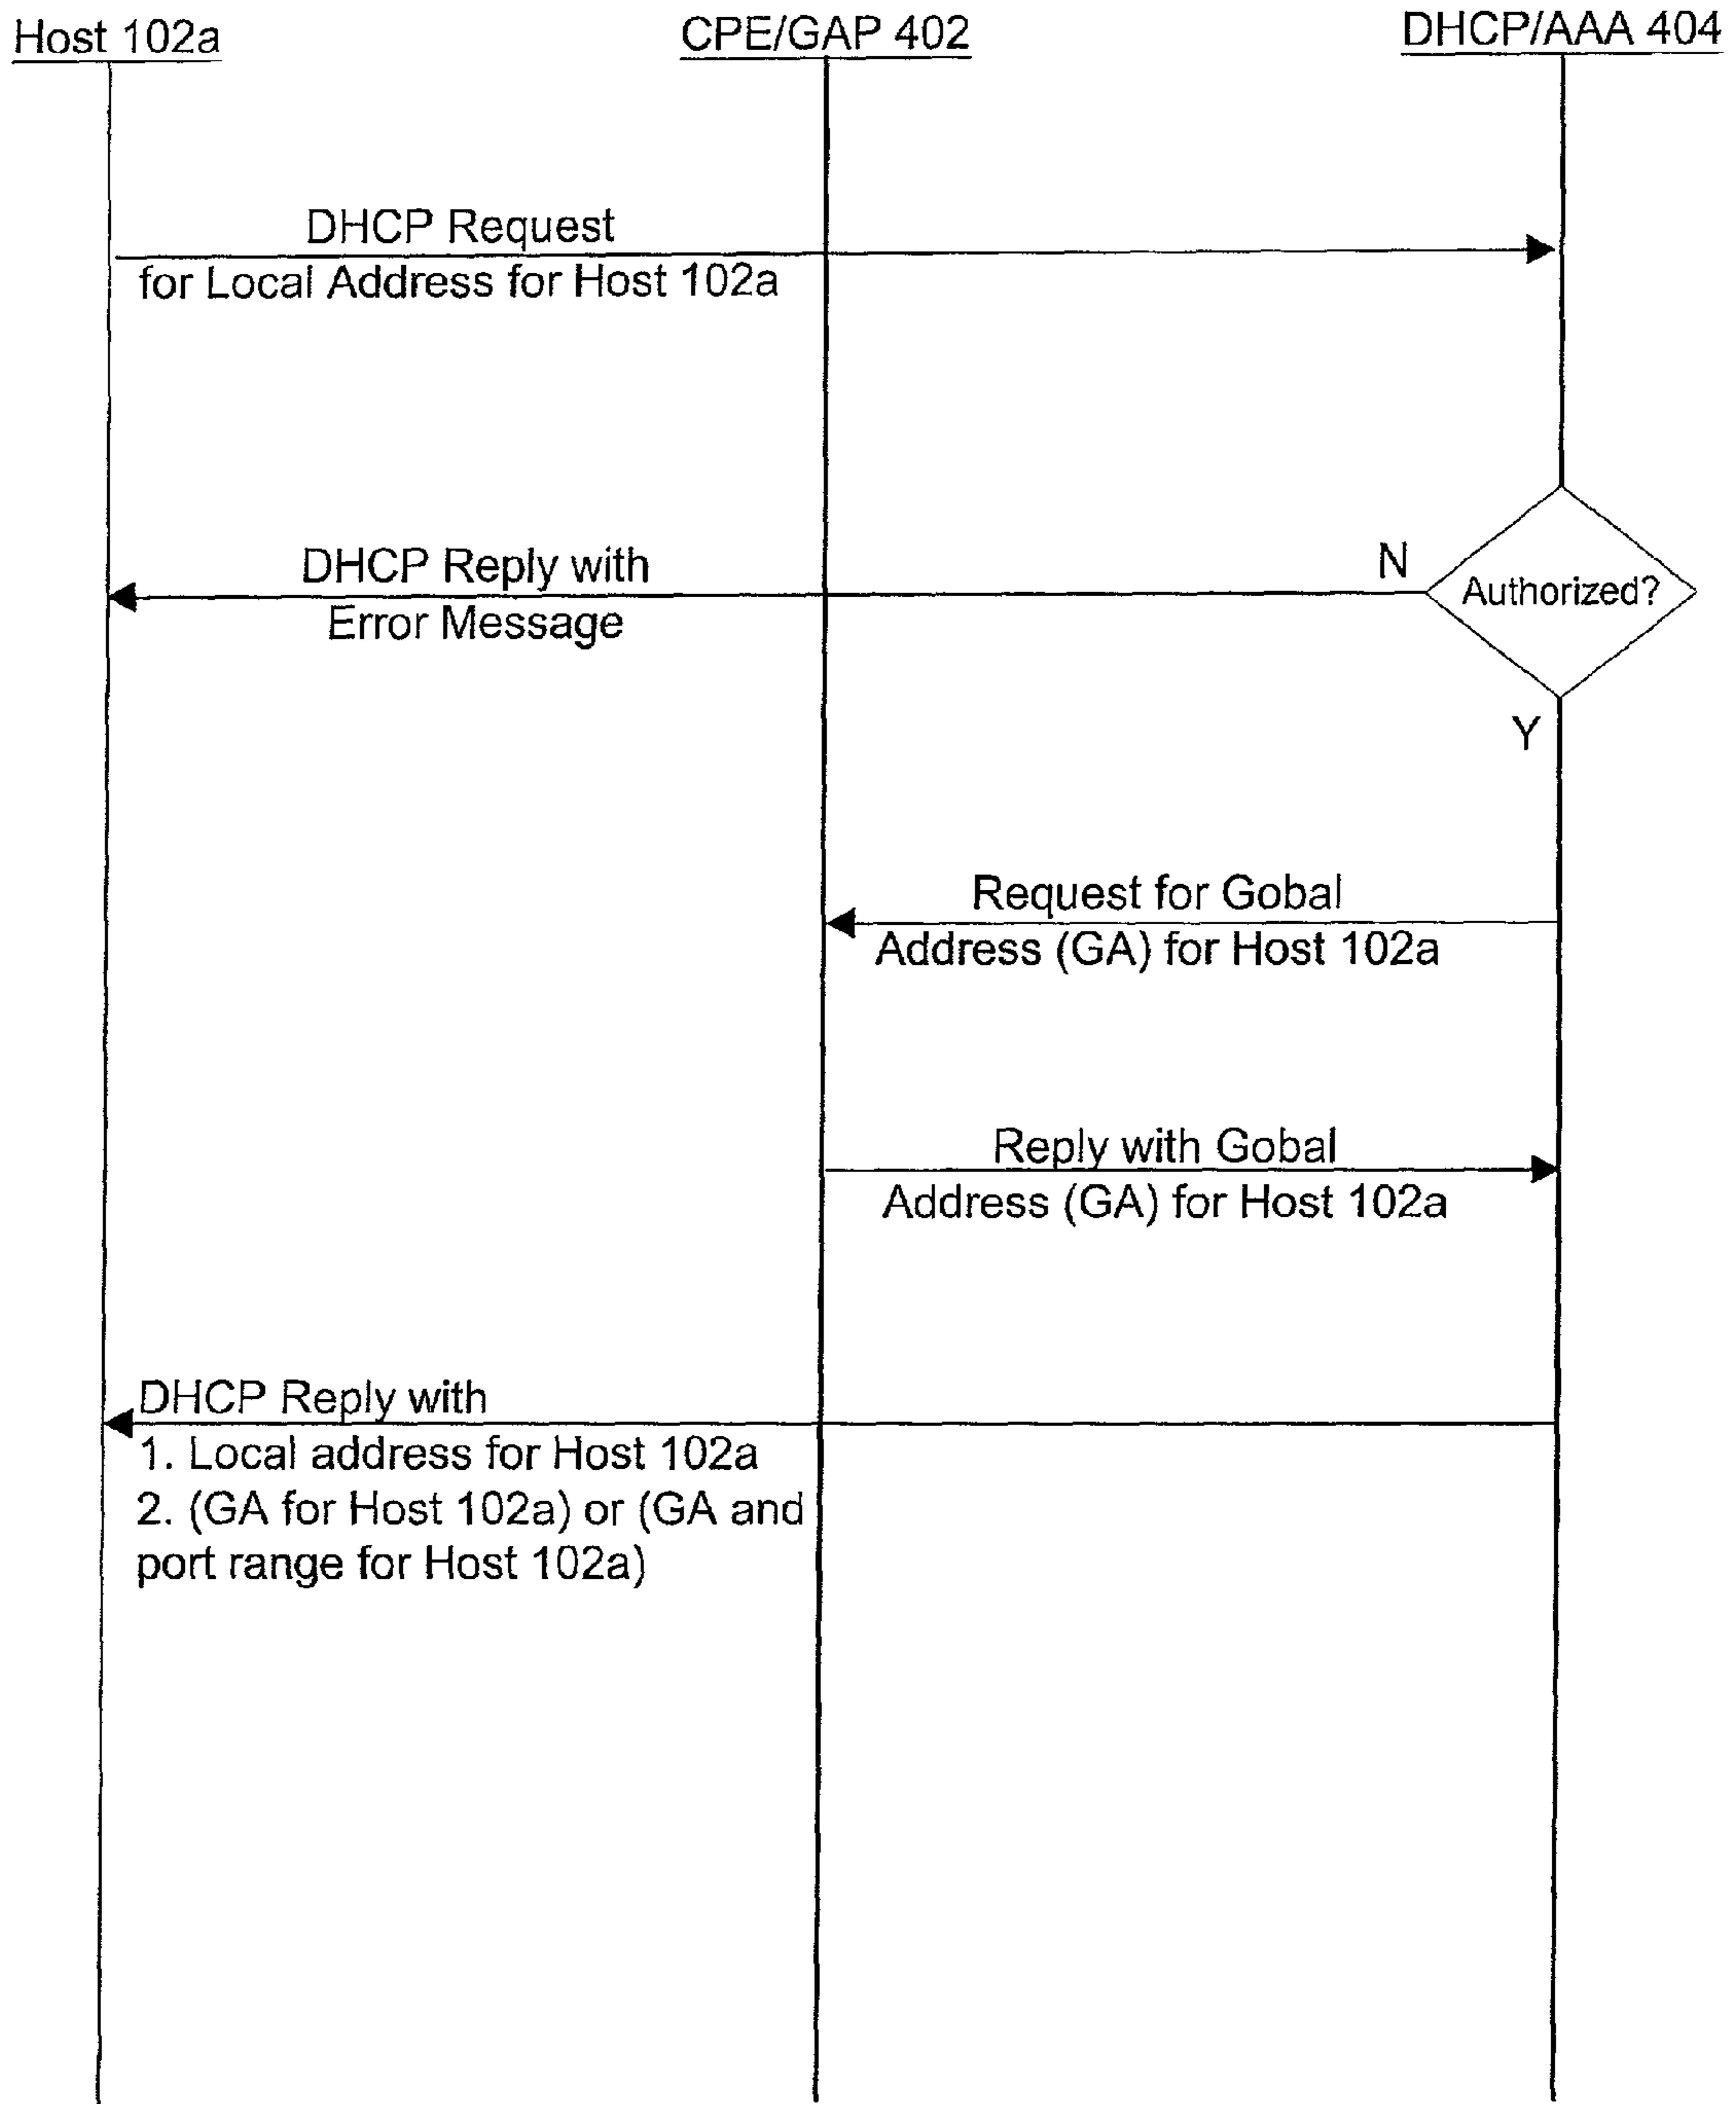 Host 102a
CPE/GAP 402
DHCP/AAA 404
DHCP Request
for Local Address for Host 102a
DHCP Reply with
Error Message
N
Authorized?
Y
Request for Gobal
Address (GA) for Host 102a
Reply with Gobal
Address (GA) for Host 102a
DHCP Reply with
1. Local address for Host 102a
2. (GA for Host 102a) or (GA and
port range for Host 102a)